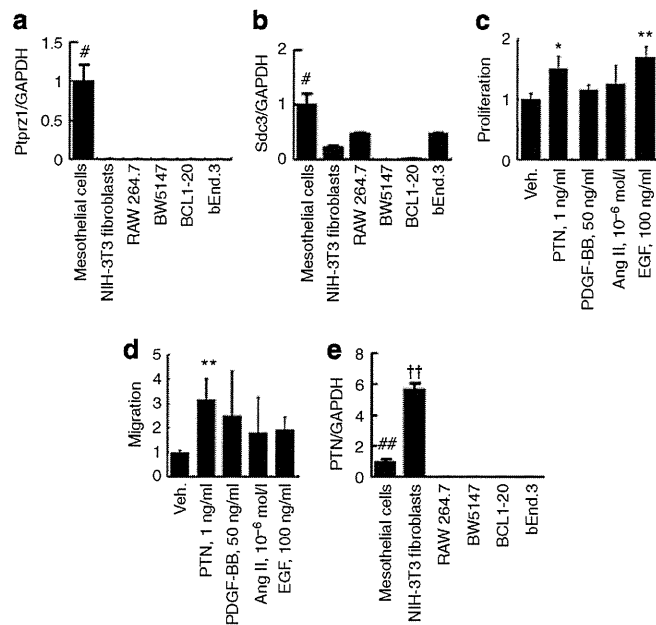 a
Ptprz1/GAPDH
1.5
1
0.5
0
#
Mesothelial cells
NIH-3T3 fibroblasts
RAW 264.7
BW5147
BCL1-20
bEnd.3
b
Sdc3/GAPDH
2
1
0
#
Mesothelial cells
NIH-3T3 fibroblasts
RAW 264.7
BW5147
BCL1-20
bEnd.3
c
Proliferation
2
1
0
*
**
Veh.
PTN, 1 ng/ml
PDGF-BB, 50 ng/ml
Ang II, 10⁻⁶ mol/l
EGF, 100 ng/ml
d
Migration
5
4
3
2
1
0
**
Veh.
PTN, 1 ng/ml
PDGF-BB, 50 ng/ml
Ang II, 10⁻⁶ mol/l
EGF, 100 ng/ml
e
PTN/GAPDH
8
6
4
2
0
##
††
Mesothelial cells
NIH-3T3 fibroblasts
RAW 264.7
BW5147
BCL1-20
bEnd.3